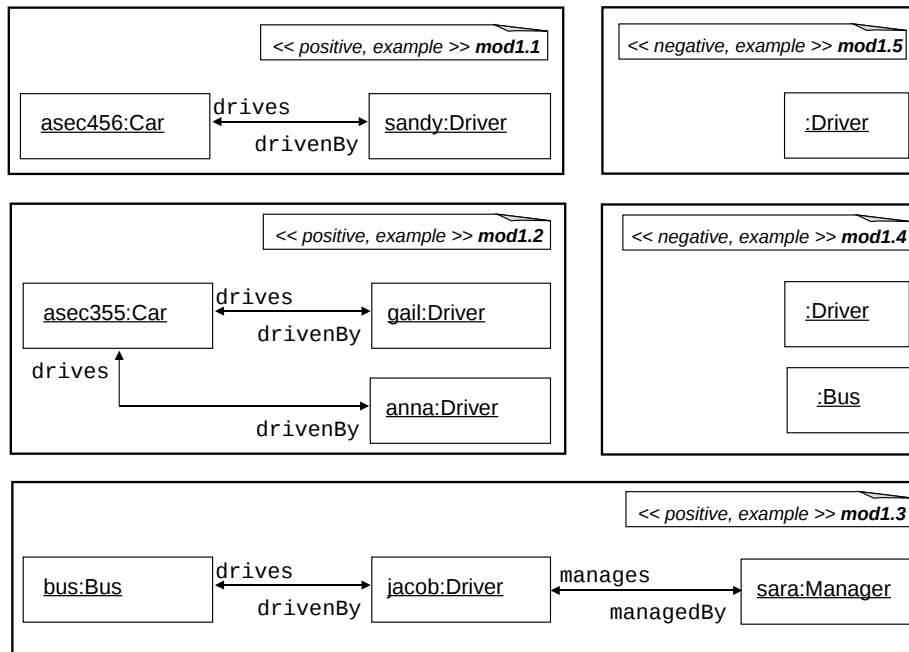 << positive, example >> mod1.1
asec456:Car
drives
drivenBy
sandy:Driver
<< negative, example >> mod1.5
:Driver
<< positive, example >> mod1.2
asec355:Car
drives
drivenBy
gail:Driver
drives
drivenBy
anna:Driver
<< negative, example >> mod1.4
:Driver
:Bus
<< positive, example >> mod1.3
bus:Bus
drives
drivenBy
jacob:Driver
manages
managedBy
sara:Manager